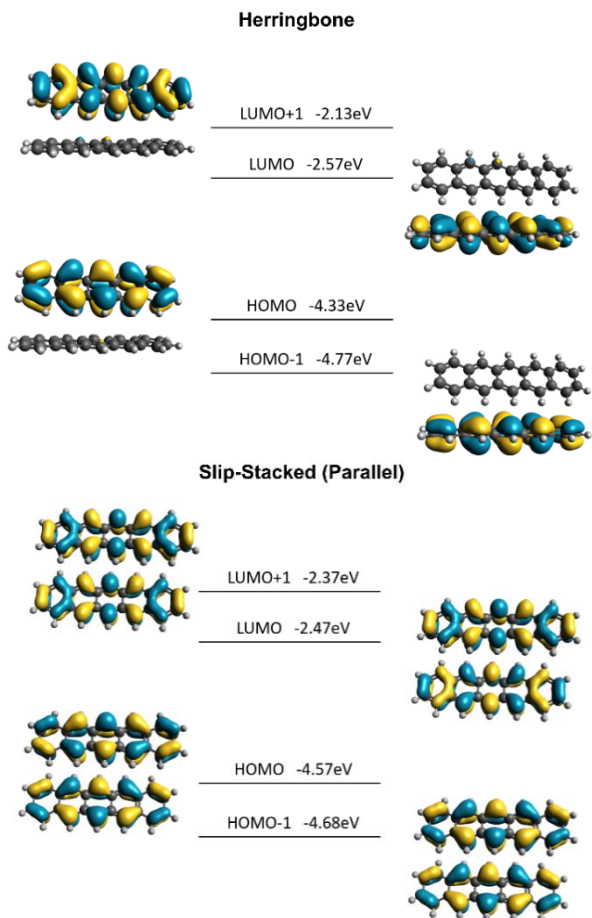 Herringbone
LUMO+1 -2.13eV
LUMO -2.57eV
HOMO -4.33eV
HOMO-1 -4.77eV
Slip-Stacked (Parallel)
LUMO+1 -2.37eV
LUMO -2.47eV
HOMO -4.57eV
HOMO-1 -4.68eV